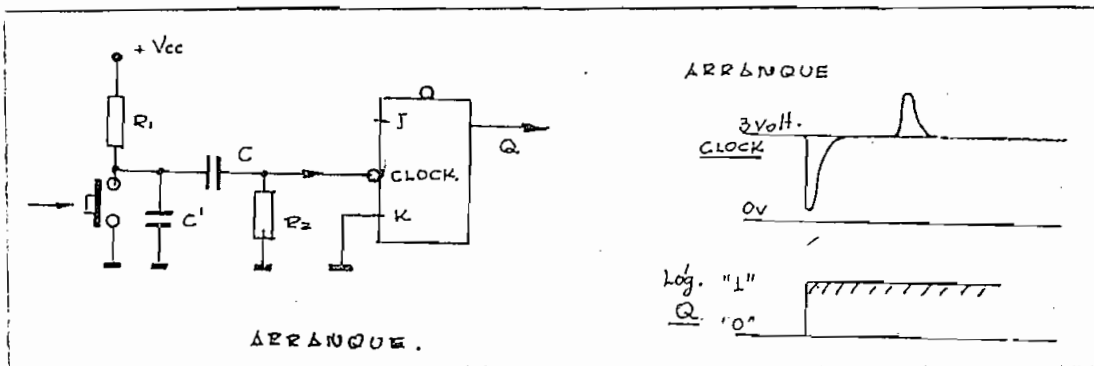 + Vcc
R1
C
C'
R2
J
CLOCK.
K
Q
ARRANQUE.
ARRANQUE
3 Volt.
CLOCK
0v
Lóg. "1"
Q "0"